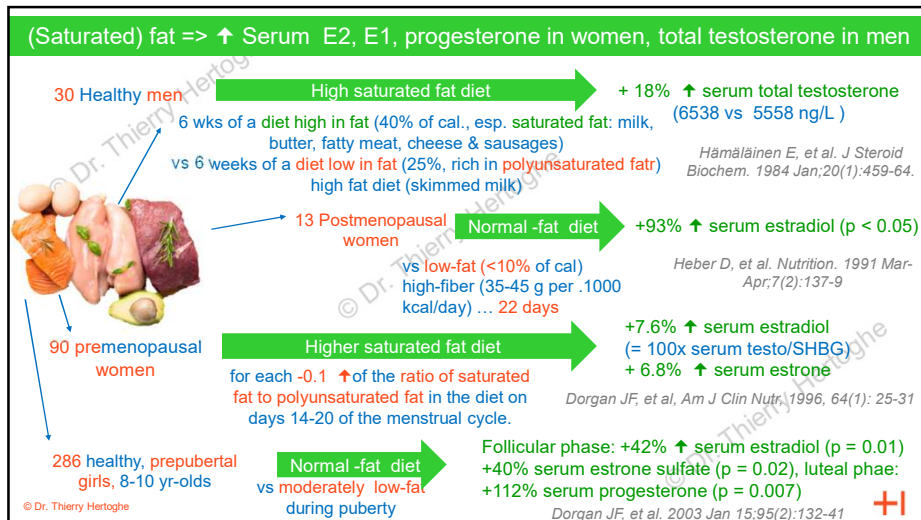 (Saturated) fat => ↑ Serum E2, E1, progesterone in women, total testosterone in men
30 Healthy men
High saturated fat diet
+ 18% ↑ serum total testosterone
(6538 vs 5558 ng/L )
6 wks of a diet high in fat (40% of cal., esp. saturated fat: milk,
butter, fatty meat, cheese & sausages)
vs 6 weeks of a diet low in fat (25%, rich in polyunsaturated fatr)
high fat diet (skimmed milk)
Hämäläinen E, et al. J Steroid
Biochem. 1984 Jan;20(1):459-64.
13 Postmenopausal
women
Normal -fat diet
+93% ↑ serum estradiol (p < 0.05)
vs low-fat (<10% of cal)
high-fiber (35-45 g per .1000
kcal/day) … 22 days
Heber D, et al. Nutrition. 1991 Mar-
Apr;7(2):137-9
90 premenopausal
women
Higher saturated fat diet
+7.6% ↑ serum estradiol
(= 100x serum testo/SHBG)
+ 6.8% ↑ serum estrone
for each -0.1 ↑ of the ratio of saturated
fat to polyunsaturated fat in the diet on
days 14-20 of the menstrual cycle.
Dorgan JF, et al, Am J Clin Nutr, 1996, 64(1): 25-31
286 healthy, prepubertal
girls, 8-10 yr-olds
Normal -fat diet
vs moderately low-fat
during puberty
Follicular phase: +42% ↑ serum estradiol (p = 0.01)
+40% serum estrone sulfate (p = 0.02), luteal phae:
+112% serum progesterone (p = 0.007)
Dorgan JF, et al. 2003 Jan 15;95(2):132-41
© Dr. Thierry Hertoghe
© Dr. Thierry Hertoghe
© Dr. Thierry Hertoghe
© Dr. Thierry Hertoghe